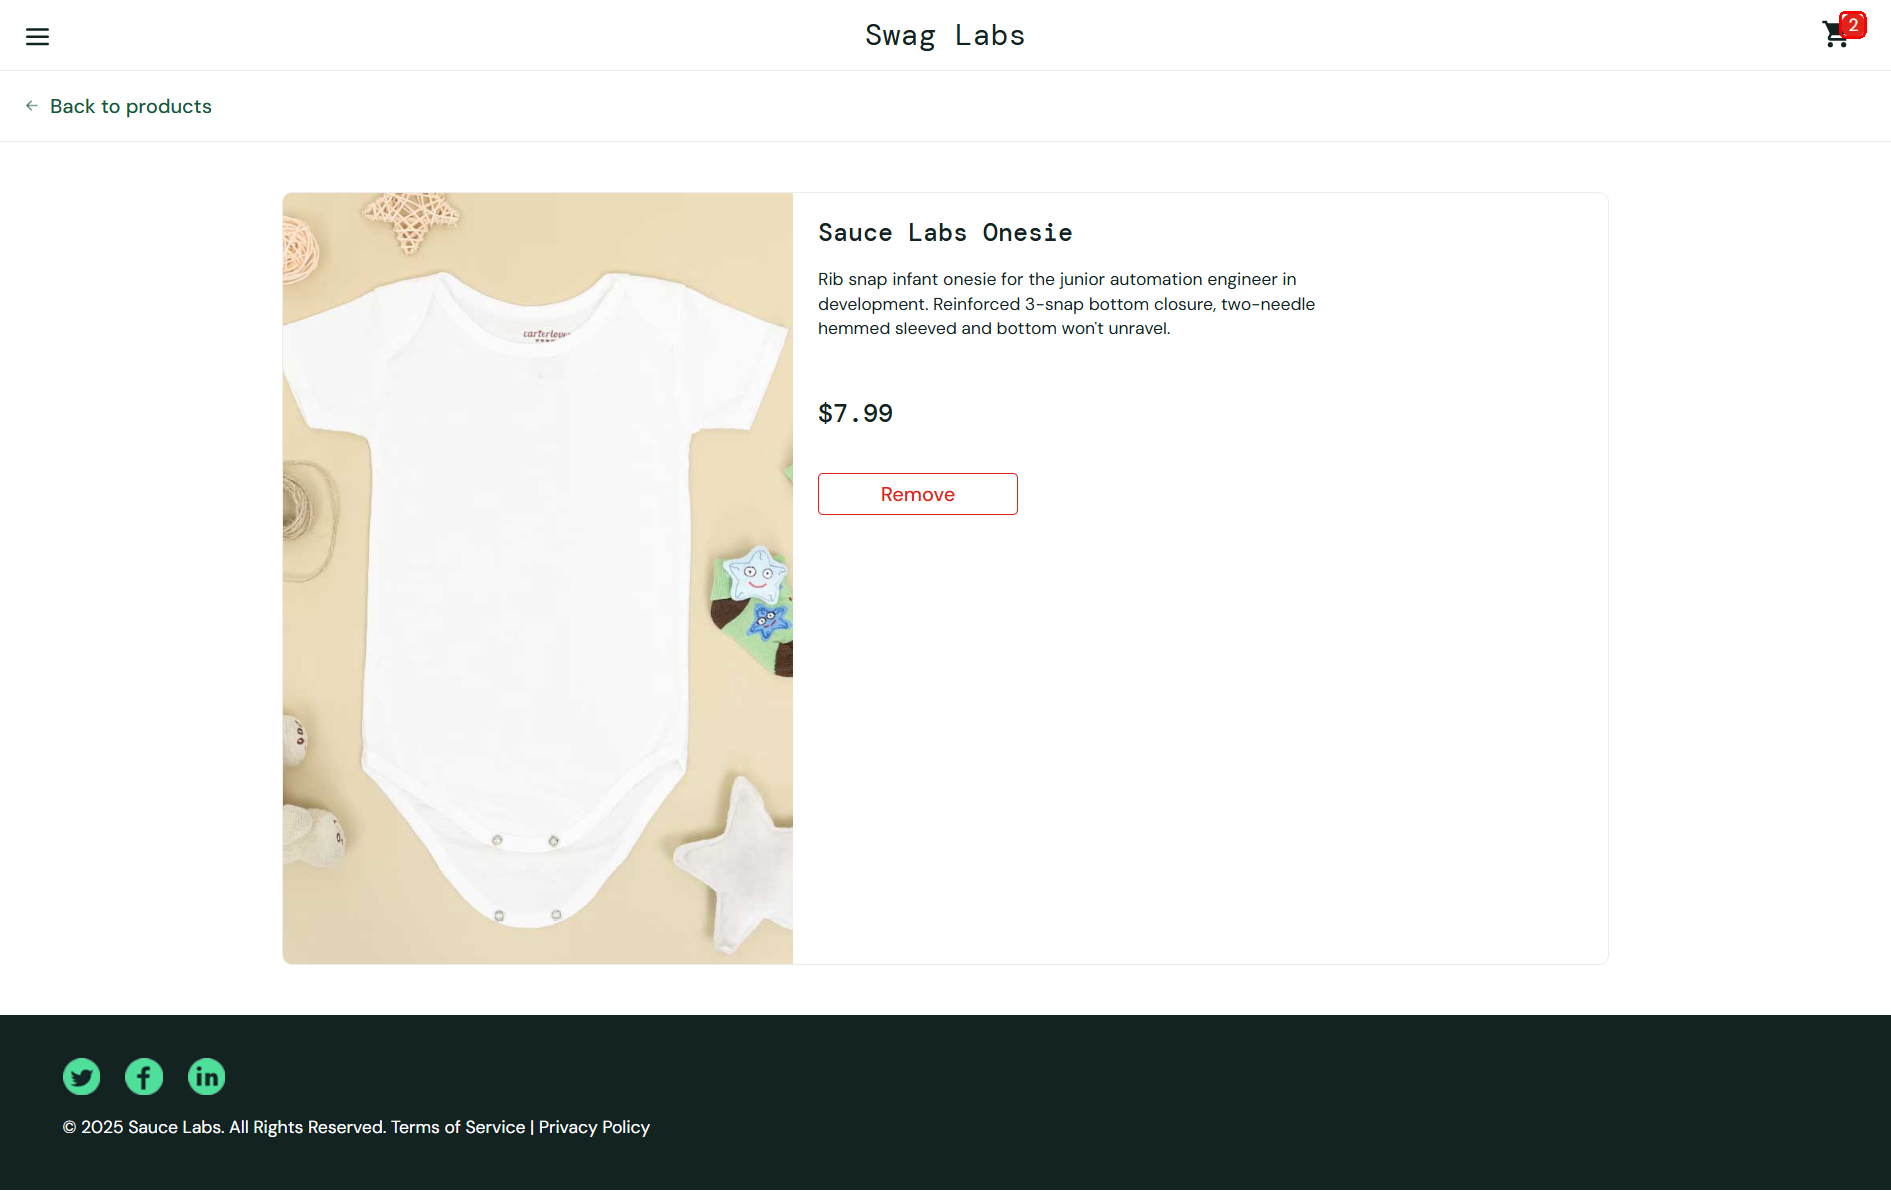 Swag Labs
2
Back to products
Sauce Labs Onesie
Rib snap infant onesie for the junior automation engineer in
development. Reinforced 3-snap bottom closure, two-needle
hemmed sleeved and bottom won't unravel.
$7.99
Remove
© 2025 Sauce Labs. All Rights Reserved. Terms of Service | Privacy Policy